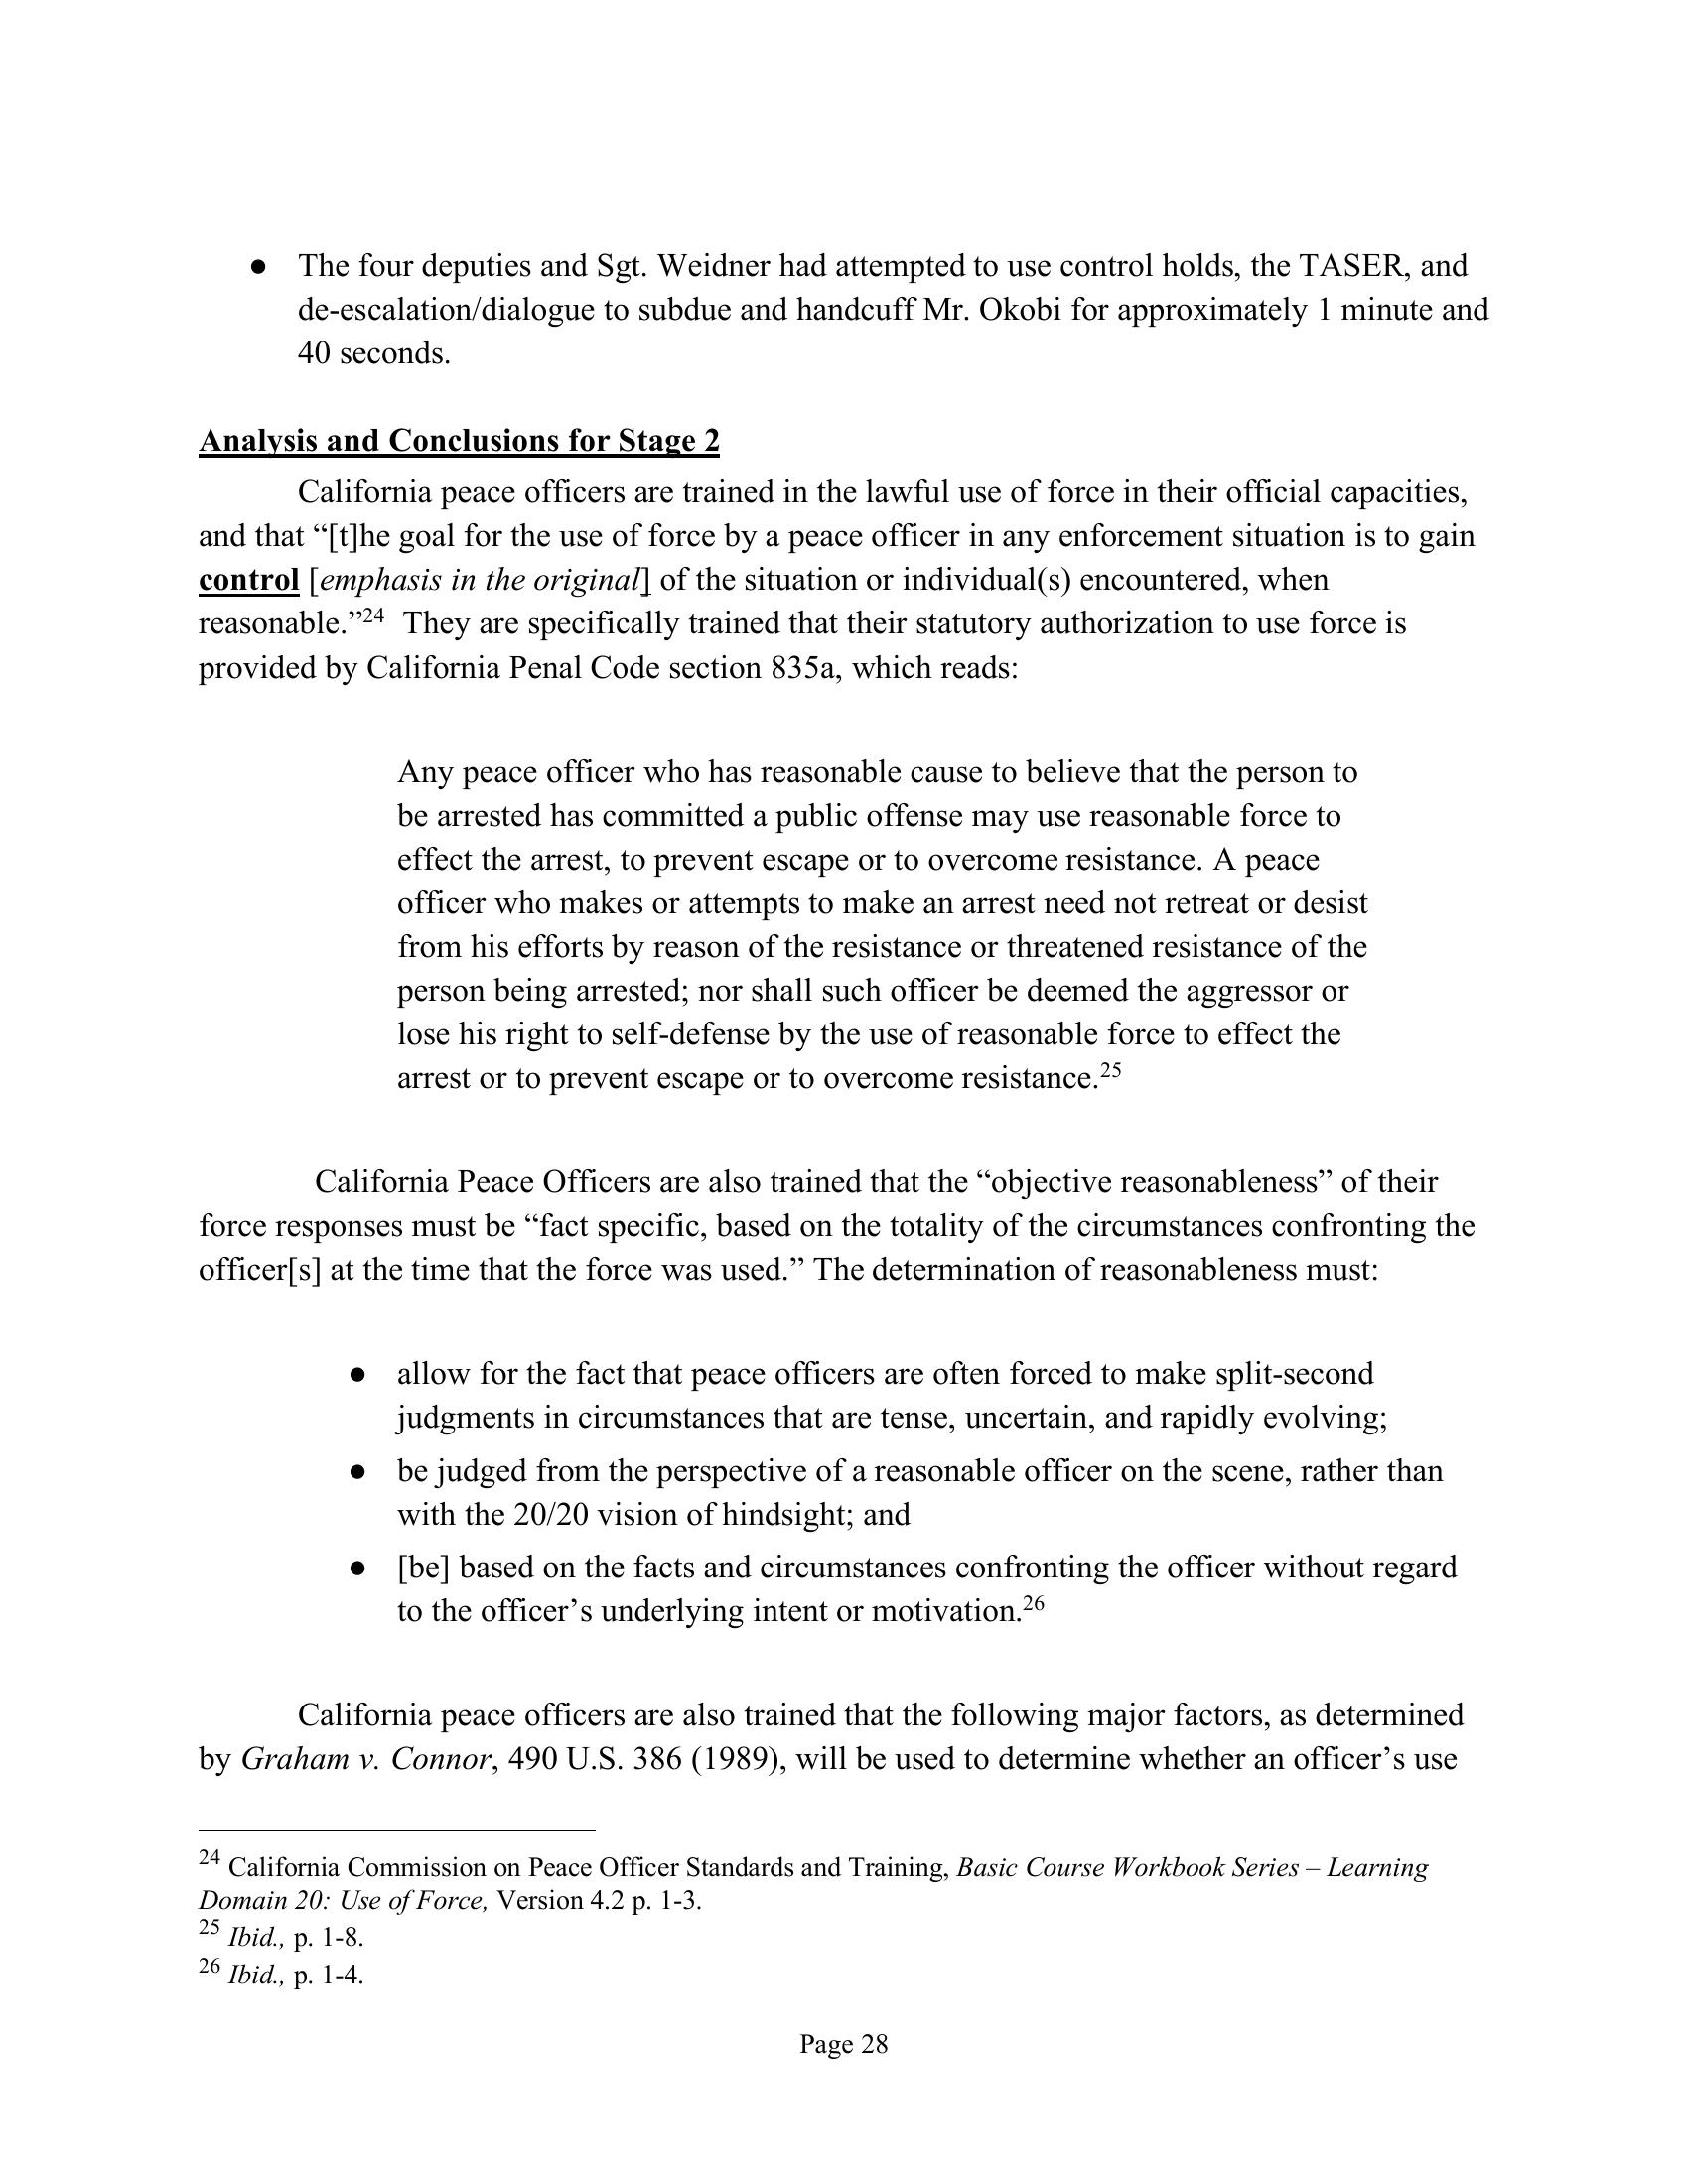 ● The four deputies and Sgt. Weidner had attempted to use control holds, the TASER, and
de-escalation/dialogue to subdue and handcuff Mr. Okobi for approximately 1 minute and
40 seconds.
Analysis and Conclusions for Stage 2
California peace officers are trained in the lawful use of force in their official capacities,
and that “[t]he goal for the use of force by a peace officer in any enforcement situation is to gain
control [emphasis in the original] of the situation or individual(s) encountered, when
reasonable.”24 They are specifically trained that their statutory authorization to use force is
provided by California Penal Code section 835a, which reads:
Any peace officer who has reasonable cause to believe that the person to
be arrested has committed a public offense may use reasonable force to
effect the arrest, to prevent escape or to overcome resistance. A peace
officer who makes or attempts to make an arrest need not retreat or desist
from his efforts by reason of the resistance or threatened resistance of the
person being arrested; nor shall such officer be deemed the aggressor or
lose his right to self-defense by the use of reasonable force to effect the
arrest or to prevent escape or to overcome resistance.25
California Peace Officers are also trained that the “objective reasonableness” of their
force responses must be “fact specific, based on the totality of the circumstances confronting the
officer[s] at the time that the force was used.” The determination of reasonableness must:
● allow for the fact that peace officers are often forced to make split-second
judgments in circumstances that are tense, uncertain, and rapidly evolving;
● be judged from the perspective of a reasonable officer on the scene, rather than
with the 20/20 vision of hindsight; and
● [be] based on the facts and circumstances confronting the officer without regard
to the officer’s underlying intent or motivation.26
California peace officers are also trained that the following major factors, as determined
by Graham v. Connor, 490 U.S. 386 (1989), will be used to determine whether an officer’s use
24 California Commission on Peace Officer Standards and Training, Basic Course Workbook Series – Learning
Domain 20: Use of Force, Version 4.2 p. 1-3.
25 Ibid., p. 1-8.
26 Ibid., p. 1-4.
Page 28